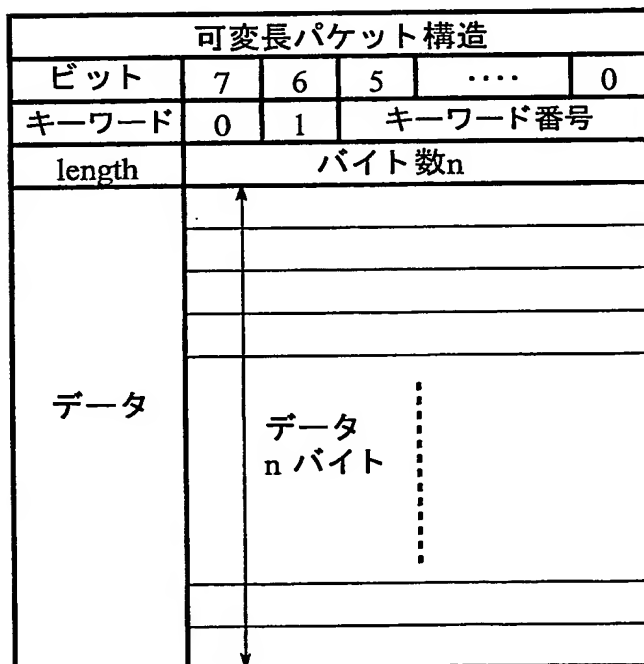 可変長パケット構造
ビット 7 6 5 ‥‥ 0
キーワード 0 1 キーワード番号
length バイト数n
データ
データ
n バイト